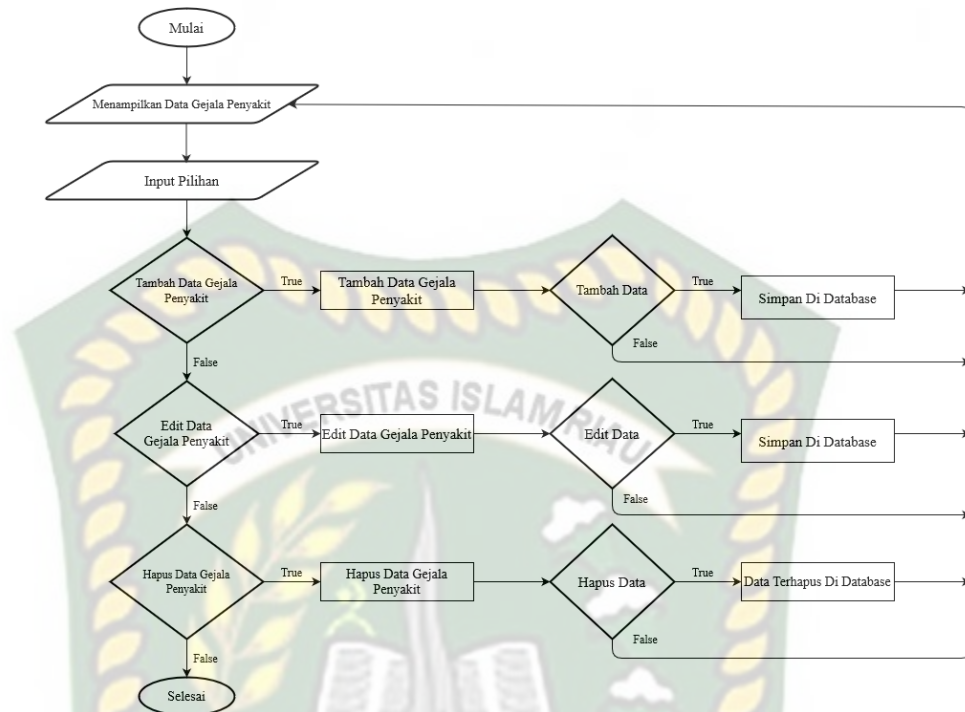 Mulai
Menampilkan Data Gejala Penyakit
Input Pilihan
Tambah Data Gejala
Penyakit
True
Tambah Data Gejala
Penyakit
Tambah Data
True
Simpan Di Database
False
False
UNIVERSITAS ISLAM RIAU
Edit Data
Gejala Penyakit
True
Edit Data Gejala Penyakit
Edit Data
True
Simpan Di Database
False
False
Hapus Data Gejala
Penyakit
True
Hapus Data Gejala
Penyakit
Hapus Data
True
Data Terhapus Di Database
False
False
Selesai